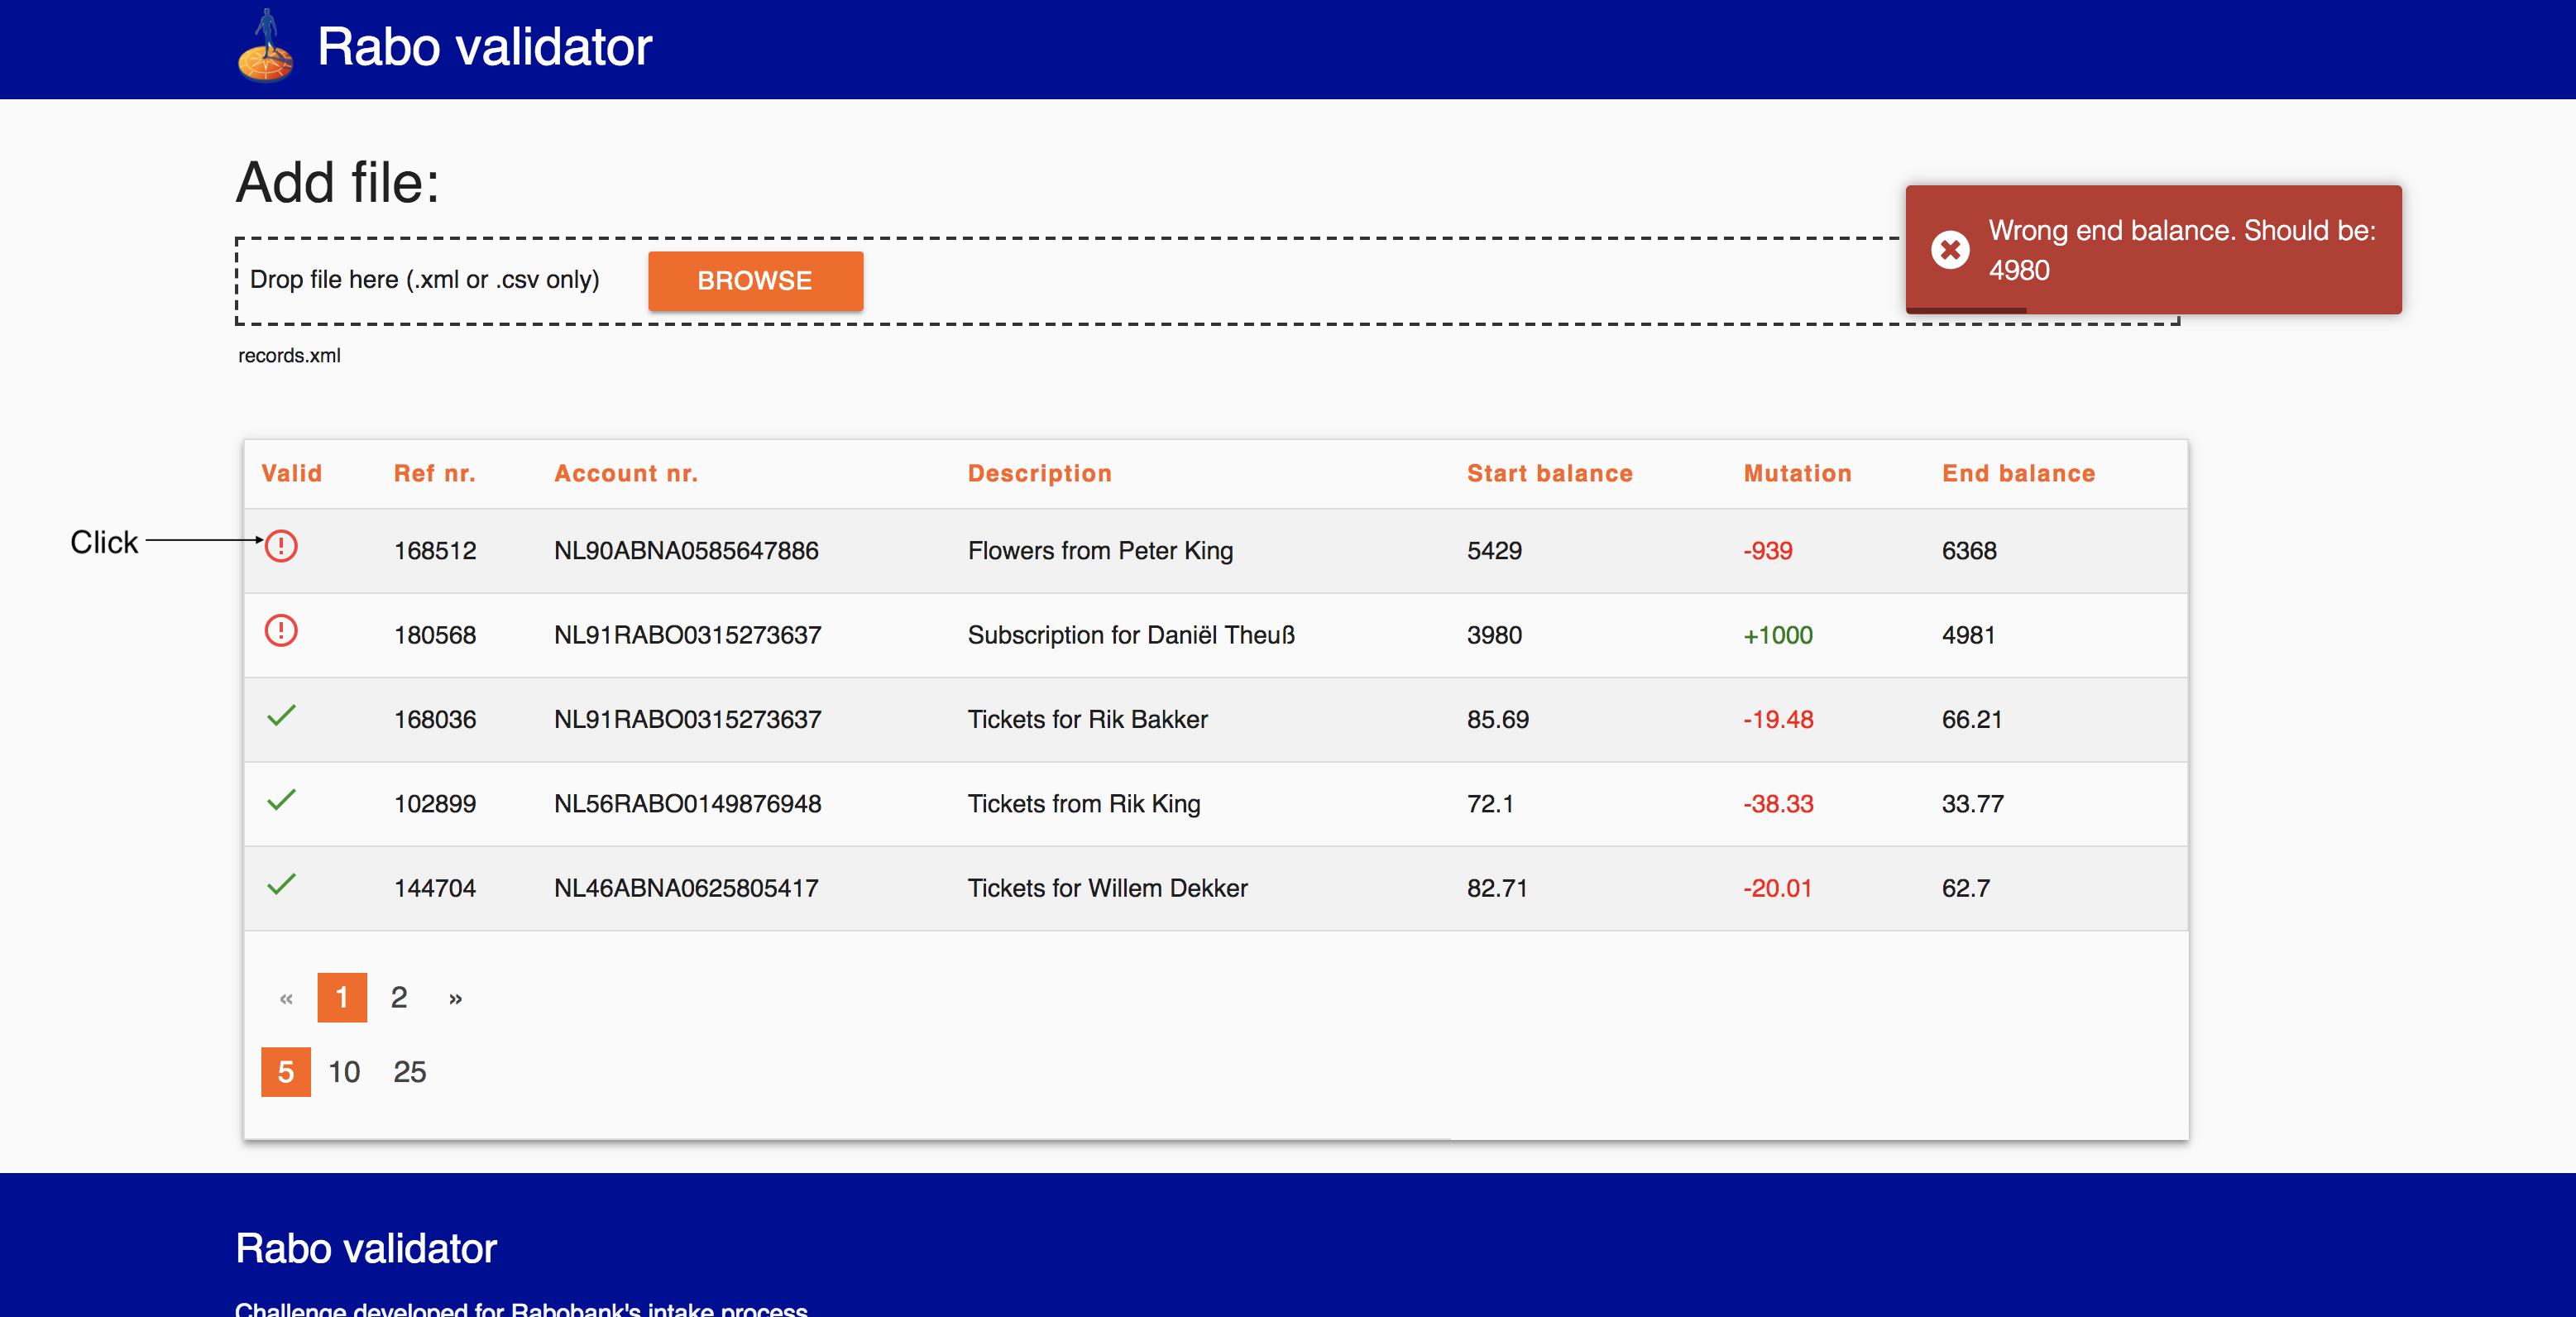 Rabo validator
Add file:
Wrong end balance. Should be:
4980
Drop file here (.xml or .csv only) BROWSE
records.xml
Valid Ref nr. Account nr. Description Start balance Mutation End balance
Click
168512 NL90ABNA0585647886 Flowers from Peter King 5429 -939 6368
180568 NL91RABO0315273637 Subscription for Daniël Theuß 3980 +1000 4981
168036 NL91RABO0315273637 Tickets for Rik Bakker 85.69 -19.48 66.21
102899 NL56RABO0149876948 Tickets from Rik King 72.1 -38.33 33.77
144704 NL46ABNA0625805417 Tickets for Willem Dekker 82.71 -20.01 62.7
« 1 2 »
5 10 25
Rabo validator
Challenge developed for Rabobank's intake process